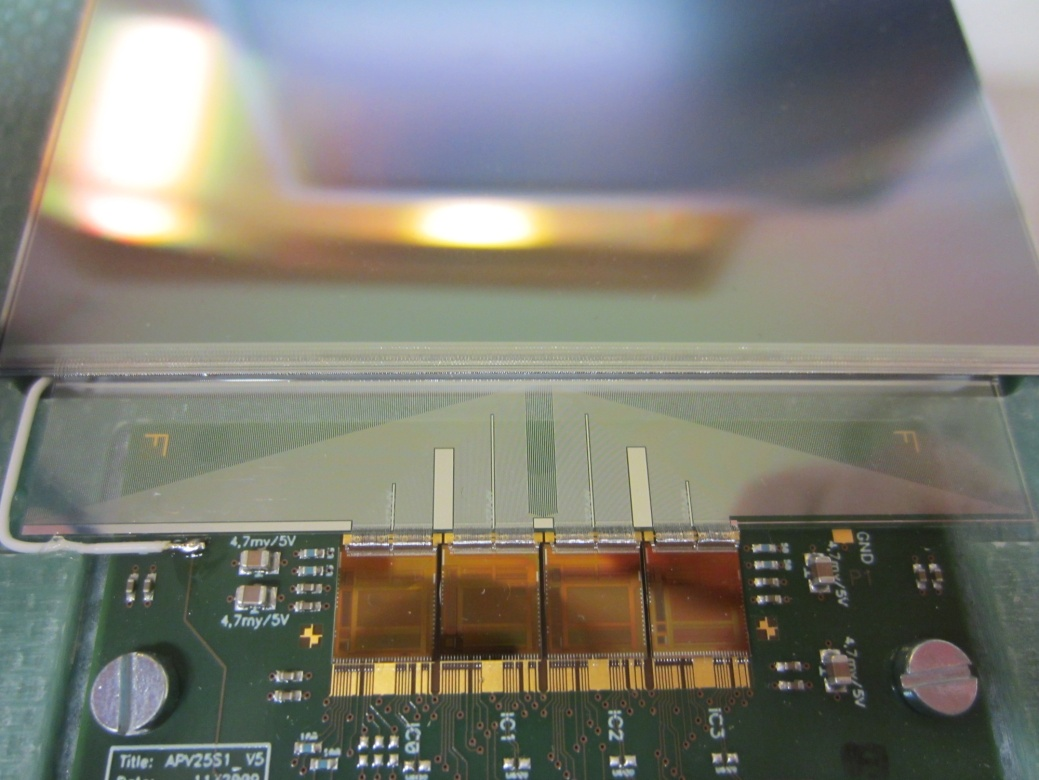 4,7my/5V
4,7my/5V
GND
4,7my/5V
4,7my/5V
IC0
IC1
IC2
IC3
Title: APV25S1_V5